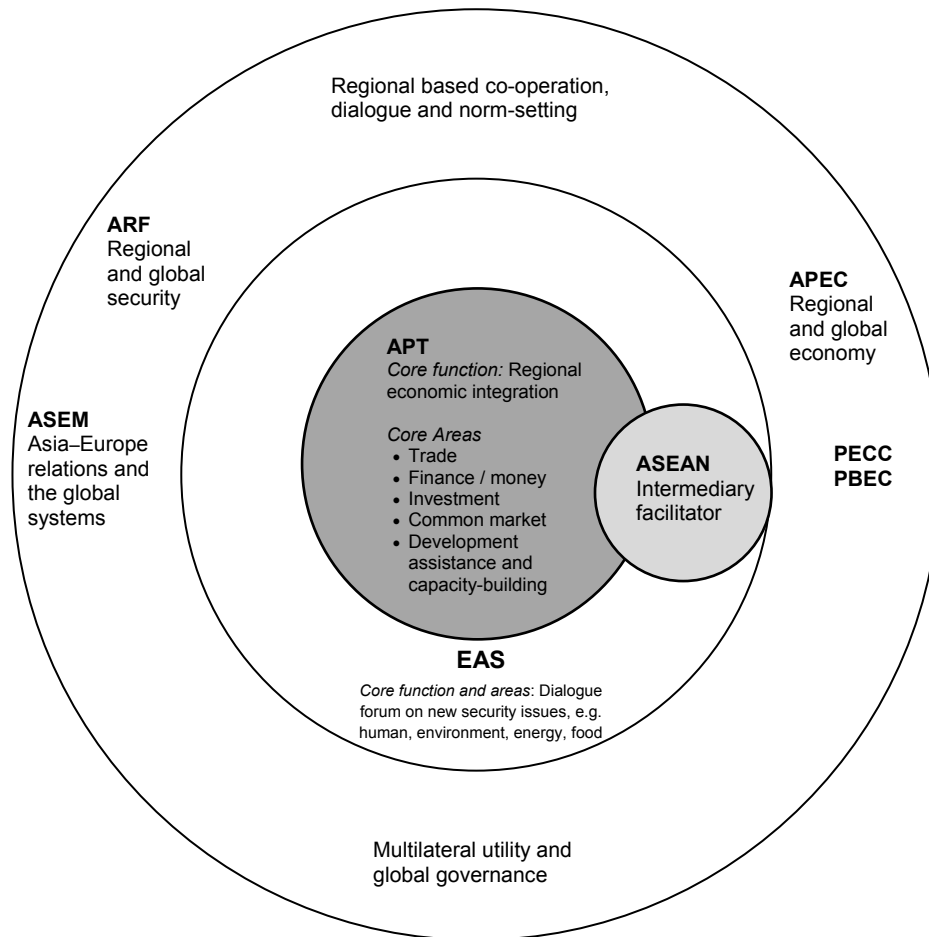 Regional based co-operation,
dialogue and norm-setting
ARF
Regional
and global
security
APEC
Regional
and global
economy
APT
Core function: Regional
economic integration
Core Areas
• Trade
• Finance / money
• Investment
• Common market
• Development
assistance and
capacity-building
ASEM
Asia–Europe
relations and
the global
systems
ASEAN
Intermediary
facilitator
PECC
PBEC
EAS
Core function and areas: Dialogue
forum on new security issues, e.g.
human, environment, energy, food
Multilateral utility and
global governance